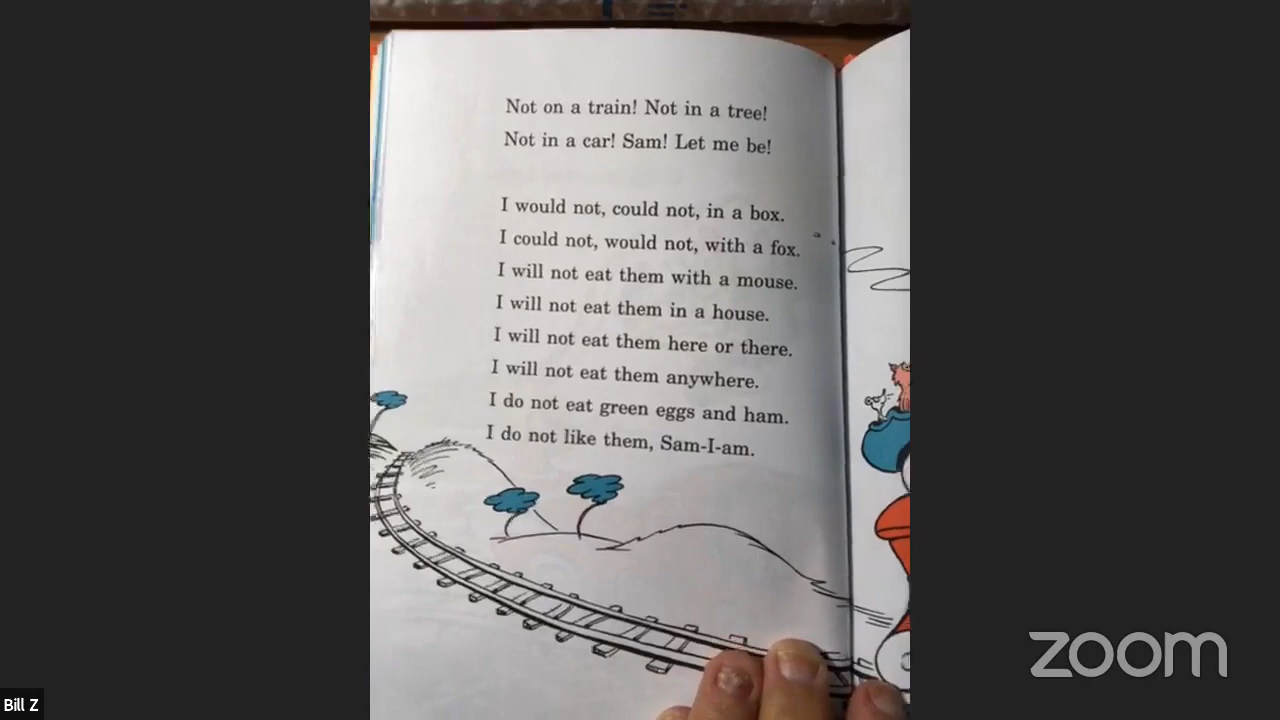 Not on a train! Not in a tree!
Not in a car! Sam! Let me be!
I would not, could not, in a box.
I could not, would not, with a fox.
I will not eat them with a mouse.
I will not eat them in a house.
I will not eat them here or there.
I will not eat them anywhere.
I do not eat green eggs and ham.
I do not like them, Sam-I-am.
zoom
Bill Z